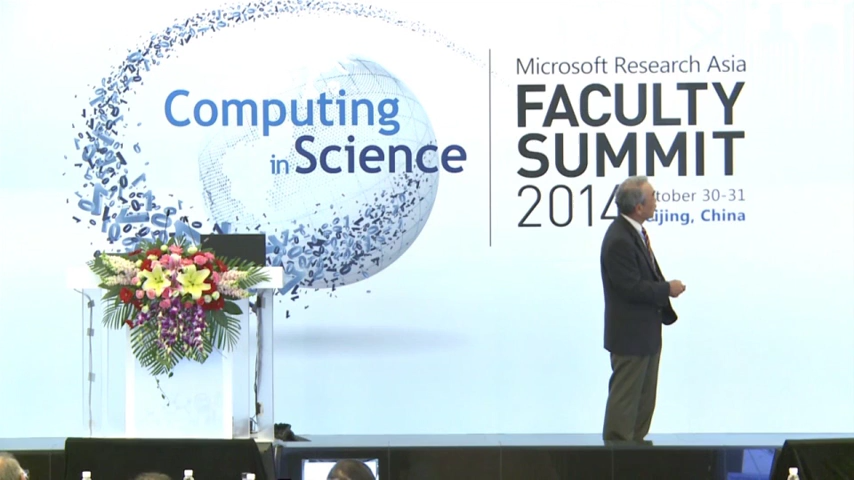 Computing
in Science
Microsoft Research Asia
FACULTY
SUMMIT
2014
30-31
China